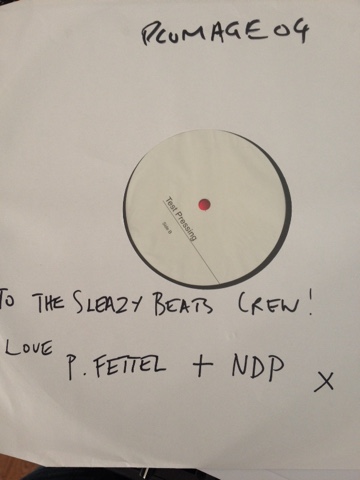 PLUMAGE 04
Test Pressing
Side B
TO THE SLEAZY BEATS CREW!
LOVE
P. FETTEL + NDP X